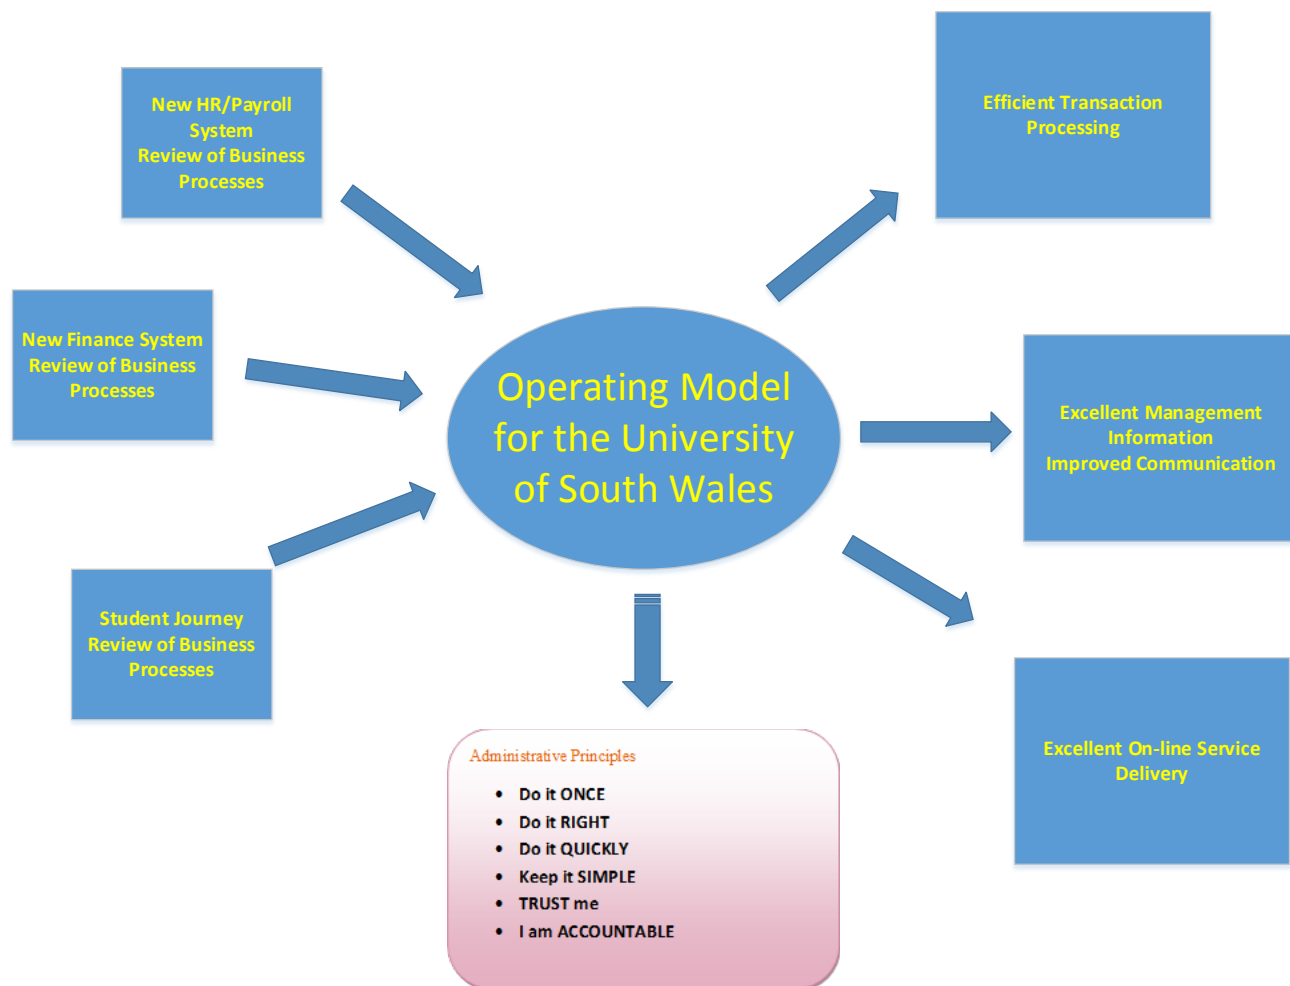 New HR/Payroll
System
Review of Business
Processes
Efficient Transaction
Processing
New Finance System
Review of Business
Processes
Operating Model
for the University
of South Wales
Excellent Management
Information
Improved Communication
Student Journey
Review of Business
Processes
Excellent On-line Service
Delivery
Administrative Principles
• Do it ONCE
• Do it RIGHT
• Do it QUICKLY
• Keep it SIMPLE
• TRUST me
• I am ACCOUNTABLE